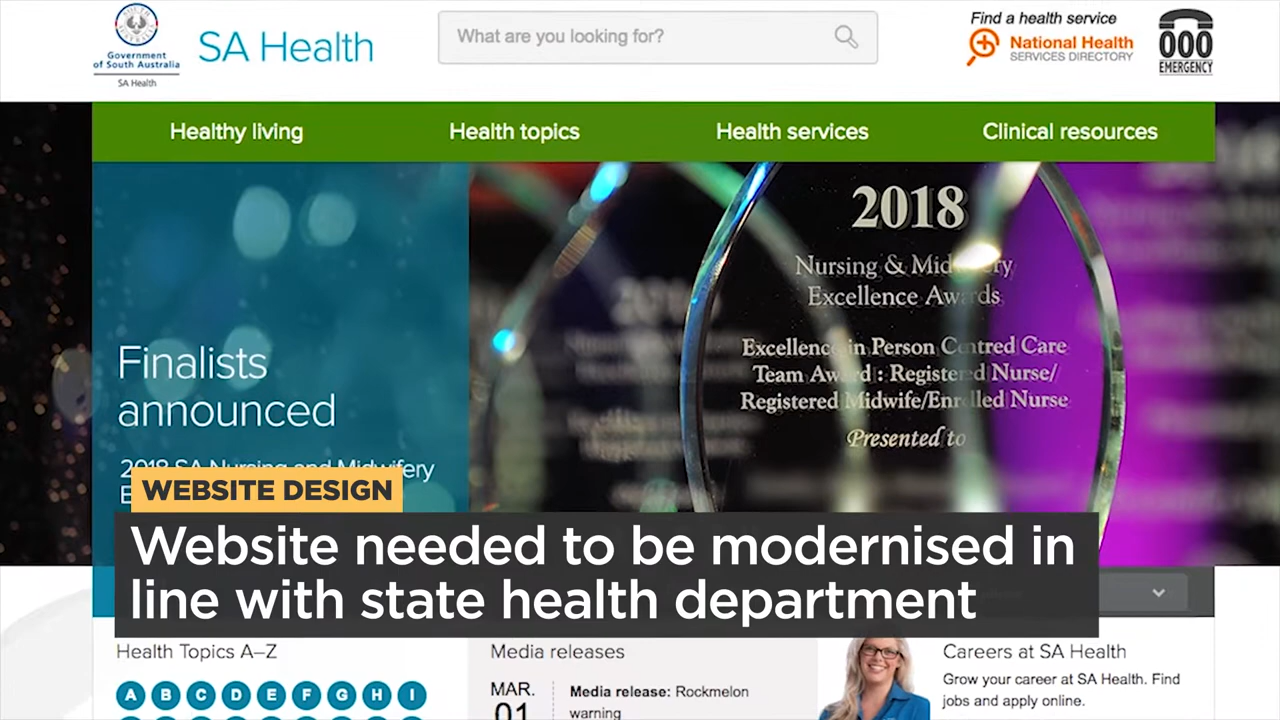 Government
of South Australia
SA Health
SA Health
What are you looking for?
Find a health service
National Health
SERVICES DIRECTORY
000
EMERGENCY
Healthy living
Health topics
Health services
Clinical resources
2018
Nursing & Midwifery
Excellence Awards
Excellence in Person Centred Care
Team Award : Registered Nurse/
Registered Midwife/Enrolled Nurse
Presented to
Finalists
announced
2018 SA Nursing and Midwifery
WEBSITE DESIGN
Website needed to be modernised in
line with state health department
Health Topics A–Z
A B C D E F G H I
Media releases
MAR.
01
Media release: Rockmelon
warning
Careers at SA Health
Grow your career at SA Health. Find
jobs and apply online.